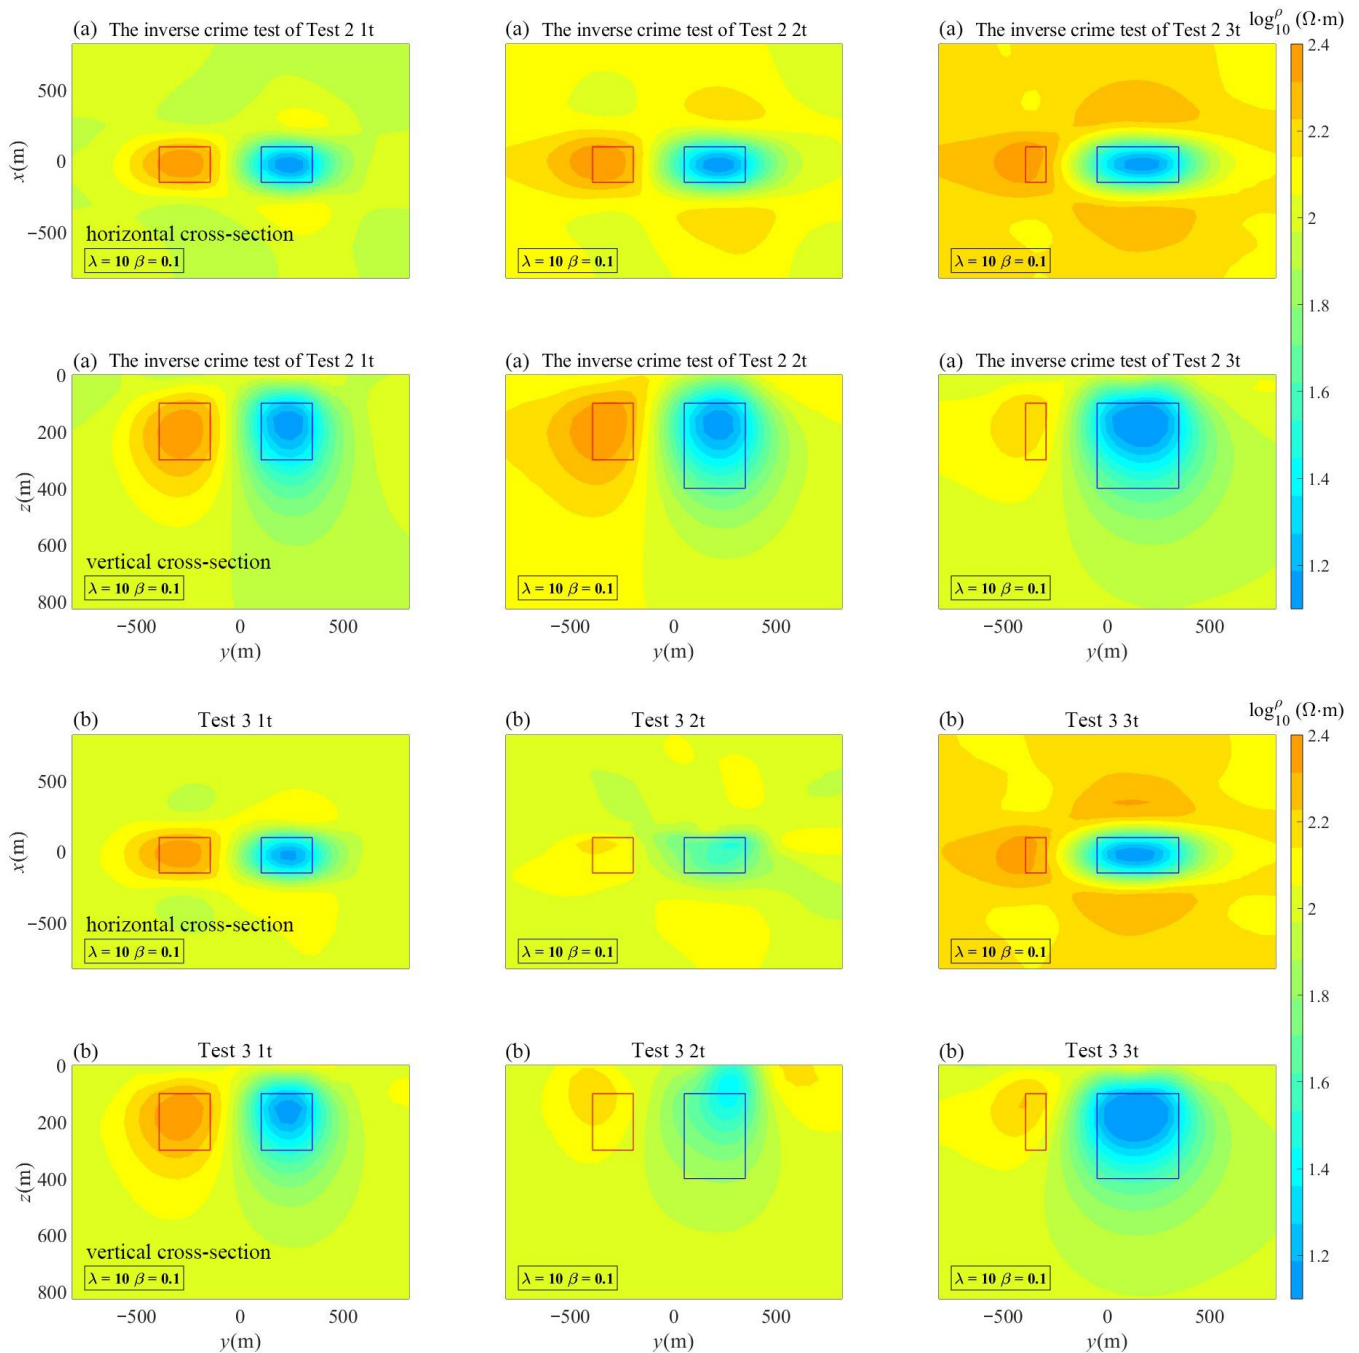 (a) The inverse crime test of Test 2 1t
(a) The inverse crime test of Test 2 2t
(a) The inverse crime test of Test 2 3t
log₁₀^ρ (Ω·m)
500
0
−500
x(m)
horizontal cross-section
λ = 10 β = 0.1
λ = 10 β = 0.1
λ = 10 β = 0.1
2.4
2.2
2
1.8
1.6
1.4
1.2
(a) The inverse crime test of Test 2 1t
(a) The inverse crime test of Test 2 2t
(a) The inverse crime test of Test 2 3t
0
200
400
600
800
z(m)
vertical cross-section
λ = 10 β = 0.1
λ = 10 β = 0.1
λ = 10 β = 0.1
−500 0 500
−500 0 500
−500 0 500
y(m)
y(m)
y(m)
(b) Test 3 1t
(b) Test 3 2t
(b) Test 3 3t
log₁₀^ρ (Ω·m)
500
0
−500
x(m)
horizontal cross-section
λ = 10 β = 0.1
λ = 10 β = 0.1
λ = 10 β = 0.1
2.4
2.2
2
1.8
1.6
1.4
1.2
(b) Test 3 1t
(b) Test 3 2t
(b) Test 3 3t
0
200
400
600
800
z(m)
vertical cross-section
λ = 10 β = 0.1
λ = 10 β = 0.1
λ = 10 β = 0.1
−500 0 500
−500 0 500
−500 0 500
y(m)
y(m)
y(m)